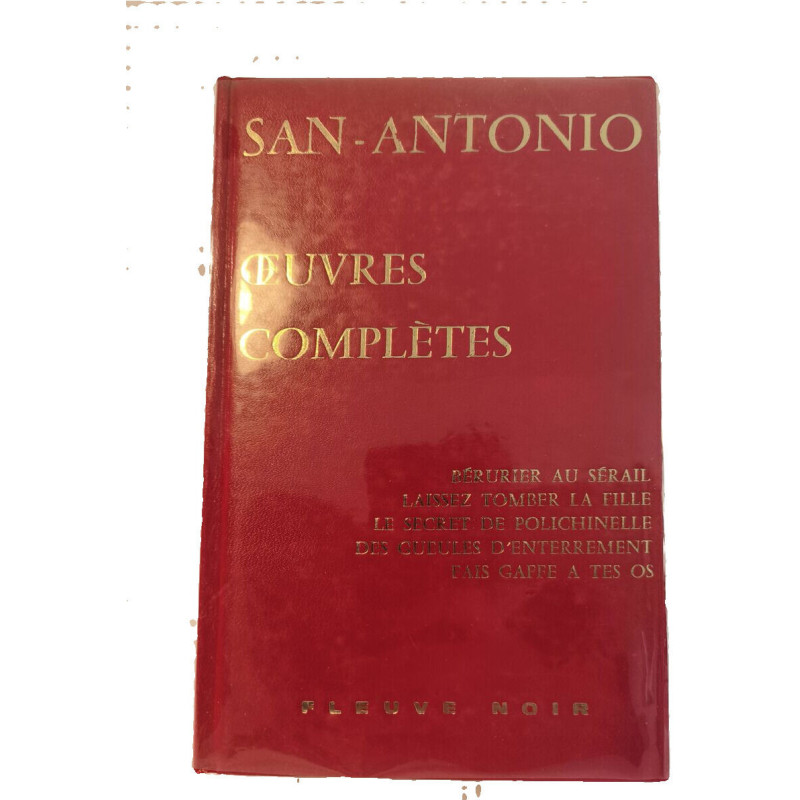 SAN-ANTONIO
ŒUVRES
COMPLÈTES
BÉRURIER AU SÉRAIL
LAISSEZ TOMBER LA FILLE
LE SECRET DE POLICHINELLE
DES GUEULES D'ENTERREMENT
FAIS GAFFE A TES OS
FLEUVE NOIR